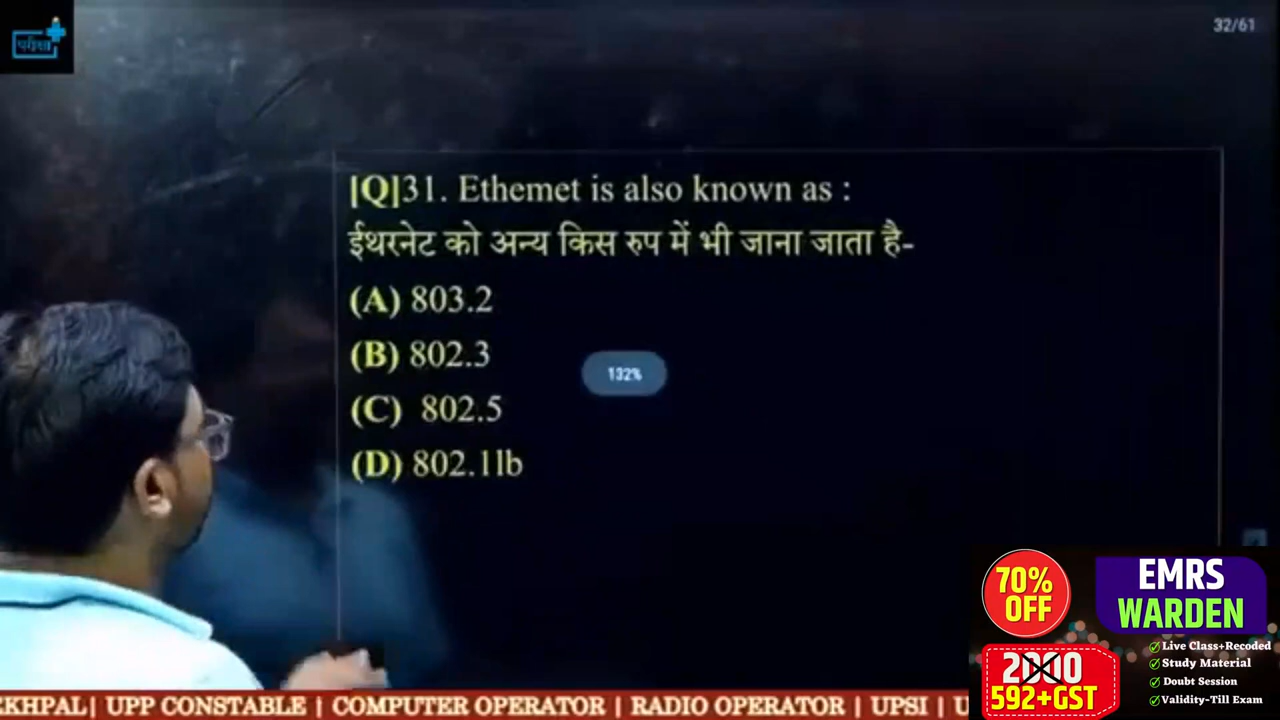 परीक्षा
32/61
[Q]31. Ethemet is also known as :
ईथरनेट को अन्य किस रुप में भी जाना जाता है-
(A) 803.2
(B) 802.3
(C) 802.5
(D) 802.1lb
132%
70%
OFF
EMRS
WARDEN
2000
592+GST
Live Class+Recoded
Study Material
Doubt Session
Validity-Till Exam
EKHPAL| UPP CONSTABLE | COMPUTER OPERATOR | RADIO OPERATOR | UPSI | U